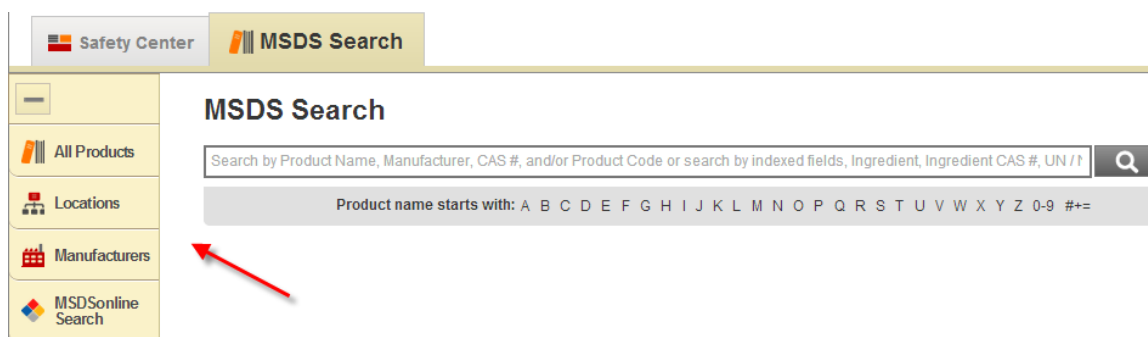 Safety Center
MSDS Search
MSDS Search
All Products
Locations
Manufacturers
MSDSonline
Search
Search by Product Name, Manufacturer, CAS #, and/or Product Code or search by indexed fields, Ingredient, Ingredient CAS #, UN /
Product name starts with: A B C D E F G H I J K L M N O P Q R S T U V W X Y Z 0-9 #+=